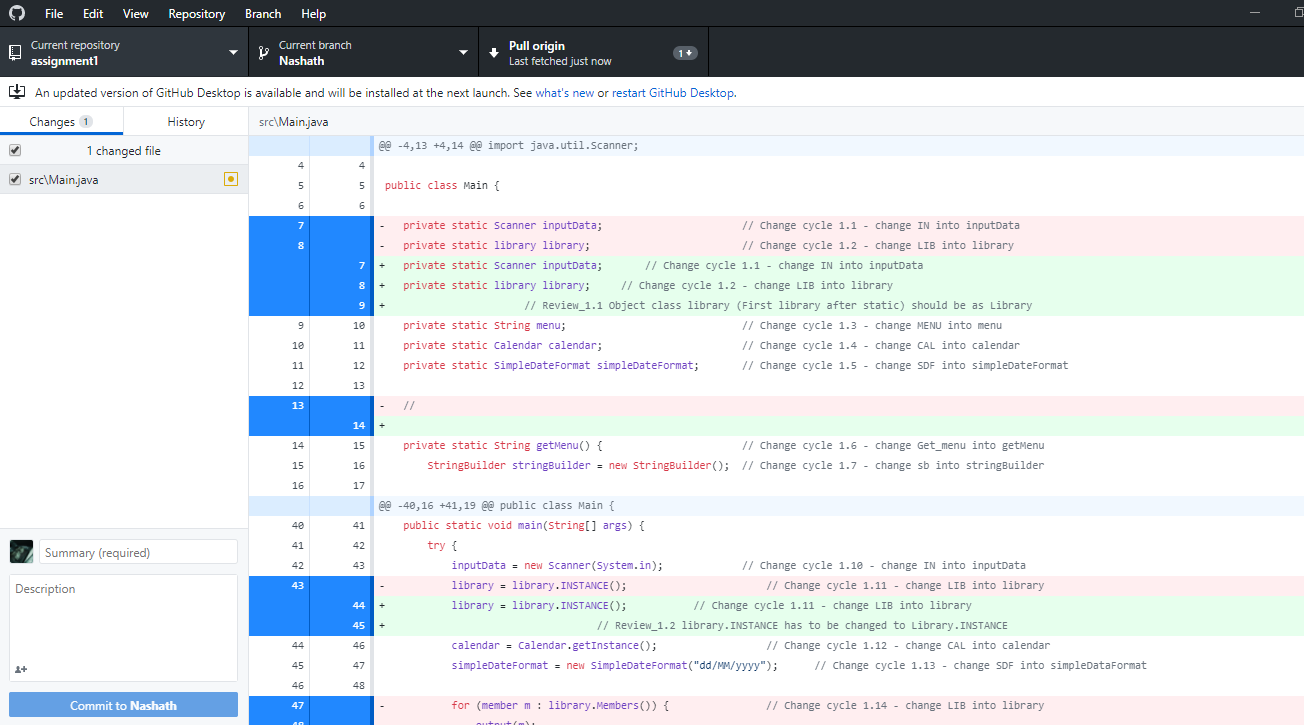 File Edit View Repository Branch Help
Current repository
assignment1
Current branch
Nashath
Pull origin
Last fetched just now
1
An updated version of GitHub Desktop is available and will be installed at the next launch. See what's new or restart GitHub Desktop.
Changes 1 History
1 changed file
src\Main.java
Summary (required)
Description
Commit to Nashath
src\Main.java
@@ -4,13 +4,14 @@ import java.util.Scanner;
4 4
5 5 public class Main {
6 6
7 - private static Scanner inputData; // Change cycle 1.1 - change IN into inputData
8 - private static library library; // Change cycle 1.2 - change LIB into library
7 + private static Scanner inputData; // Change cycle 1.1 - change IN into inputData
8 + private static library library; // Change cycle 1.2 - change LIB into library
9 + // Review_1.1 Object class library (First library after static) should be as Library
9 10 private static String menu; // Change cycle 1.3 - change MENU into menu
10 11 private static Calendar calendar; // Change cycle 1.4 - change CAL into calendar
11 12 private static SimpleDateFormat simpleDateFormat; // Change cycle 1.5 - change SDF into simpleDateFormat
12 13
13 - //
14 +
14 15 private static String getMenu() { // Change cycle 1.6 - change Get_menu into getMenu
15 16 StringBuilder stringBuilder = new StringBuilder(); // Change cycle 1.7 - change sb into stringBuilder
16 17
@@ -40,16 +41,19 @@ public class Main {
40 41 public static void main(String[] args) {
41 42 try {
42 43 inputData = new Scanner(System.in); // Change cycle 1.10 - change IN into inputData
43 - library = library.INSTANCE(); // Change cycle 1.11 - change LIB into library
44 + library = library.INSTANCE(); // Change cycle 1.11 - change LIB into library
45 + // Review_1.2 library.INSTANCE has to be changed to Library.INSTANCE
44 46 calendar = Calendar.getInstance(); // Change cycle 1.12 - change CAL into calendar
45 47 simpleDateFormat = new SimpleDateFormat("dd/MM/yyyy"); // Change cycle 1.13 - change SDF into simpleDataFormat
46 48
47 - for (member m : library.Members()) { // Change cycle 1.14 - change LIB into library